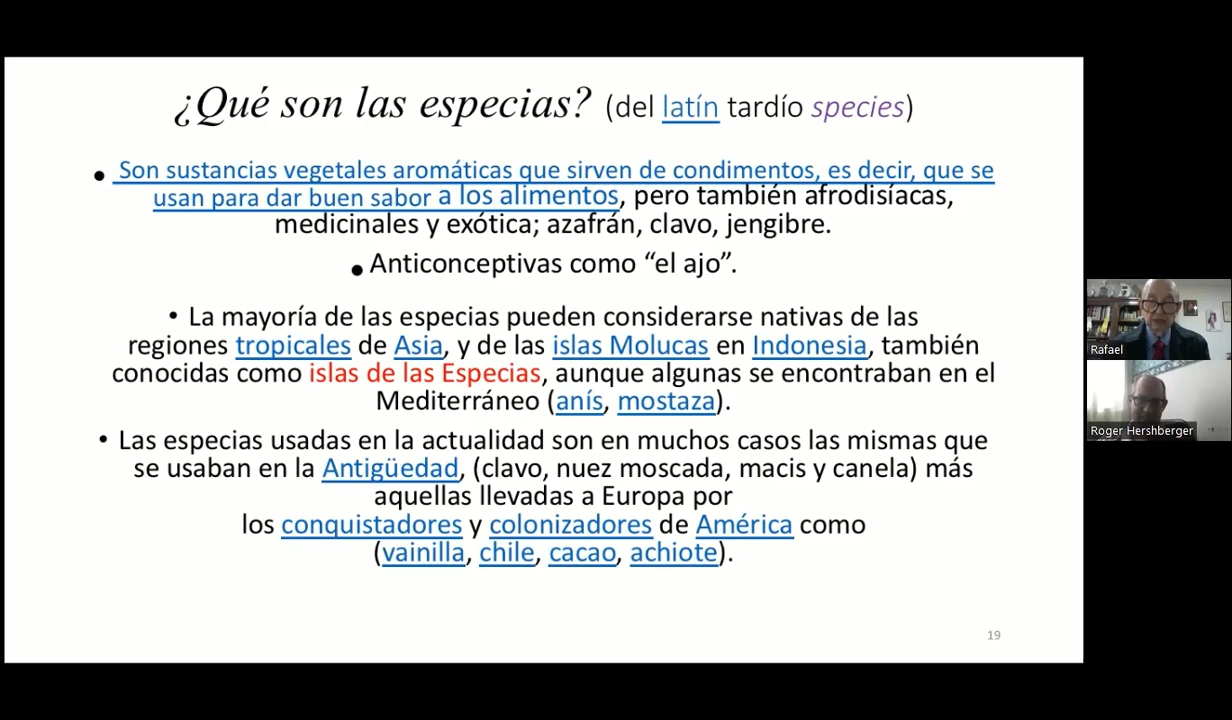 ¿Qué son las especias? (del latín tardío species)
• Son sustancias vegetales aromáticas que sirven de condimentos, es decir, que se
usan para dar buen sabor a los alimentos, pero también afrodisíacas,
medicinales y exótica; azafrán, clavo, jengibre.
• Anticonceptivas como “el ajo”.
• La mayoría de las especias pueden considerarse nativas de las
regiones tropicales de Asia, y de las islas Molucas en Indonesia, también
conocidas como islas de las Especias, aunque algunas se encontraban en el
Mediterráneo (anís, mostaza).
• Las especias usadas en la actualidad son en muchos casos las mismas que
se usaban en la Antigüedad, (clavo, nuez moscada, macis y canela) más
aquellas llevadas a Europa por
los conquistadores y colonizadores de América como
(vainilla, chile, cacao, achiote).
19
Rafael
Roger Hershberger